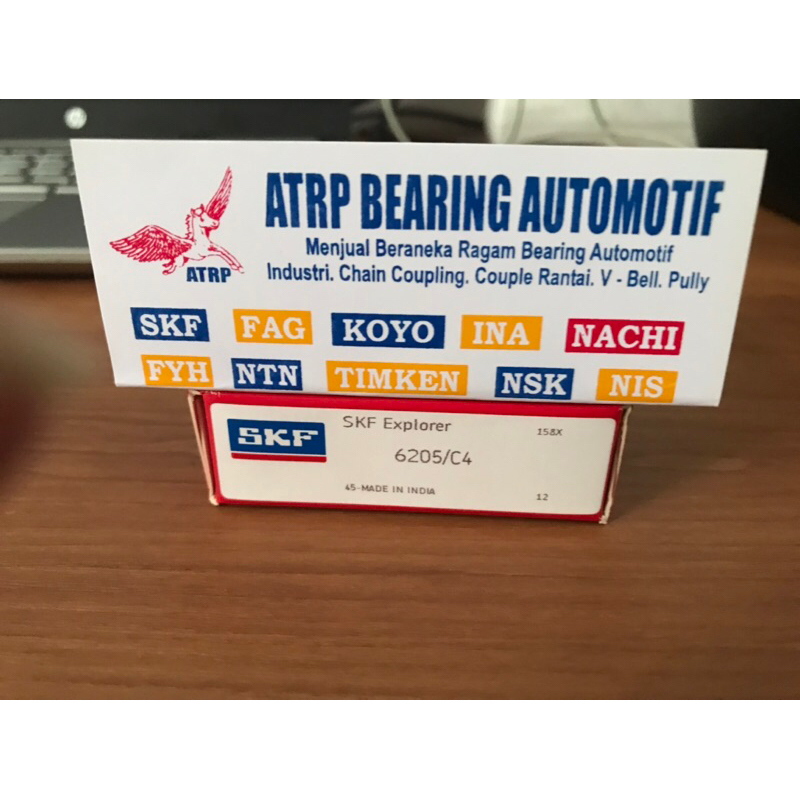 ATRP BEARING AUTOMOTIF
Menjual Beraneka Ragam Bearing Automotif
ATRP
Industri. Chain Coupling. Couple Rantai. V - Bell. Pully
SKF FAG KOYO INA NACHI
FYH NTN TIMKEN NSK NIS
SKF
SKF Explorer
158X
6205/C4
45-MADE IN INDIA
12